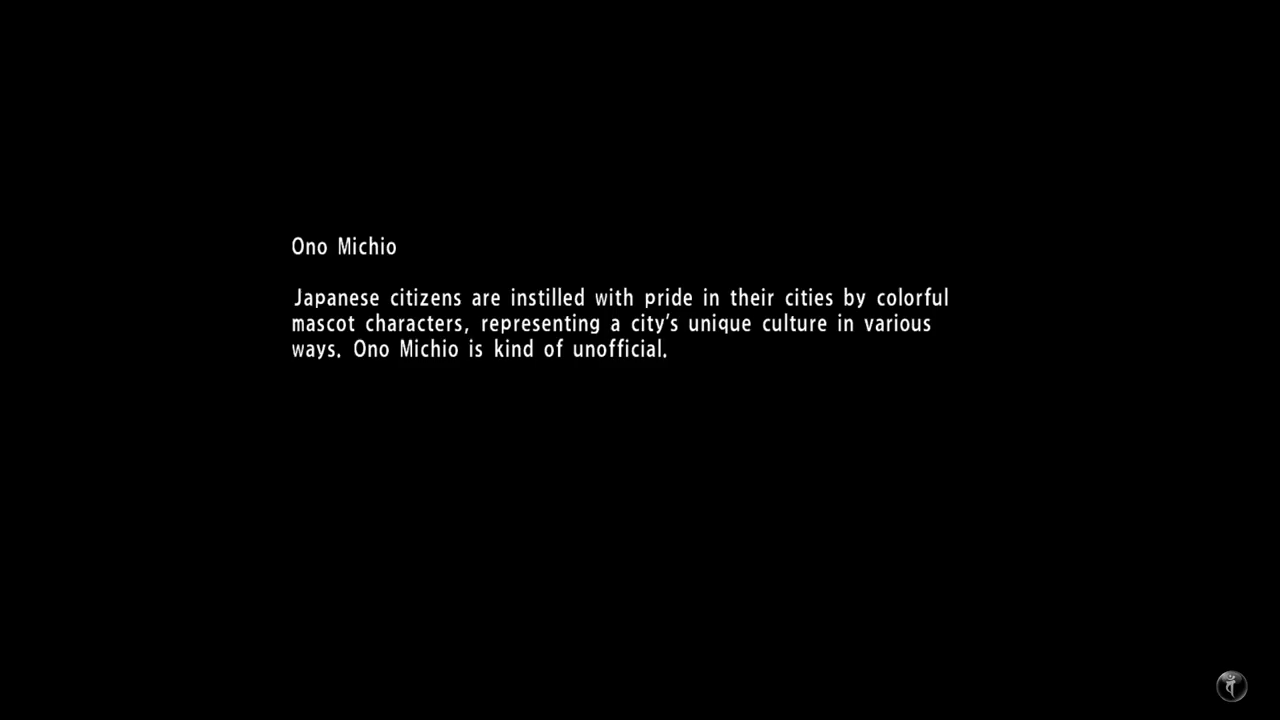 Ono Michio
Japanese citizens are instilled with pride in their cities by colorful
mascot characters, representing a city's unique culture in various
ways. Ono Michio is kind of unofficial.